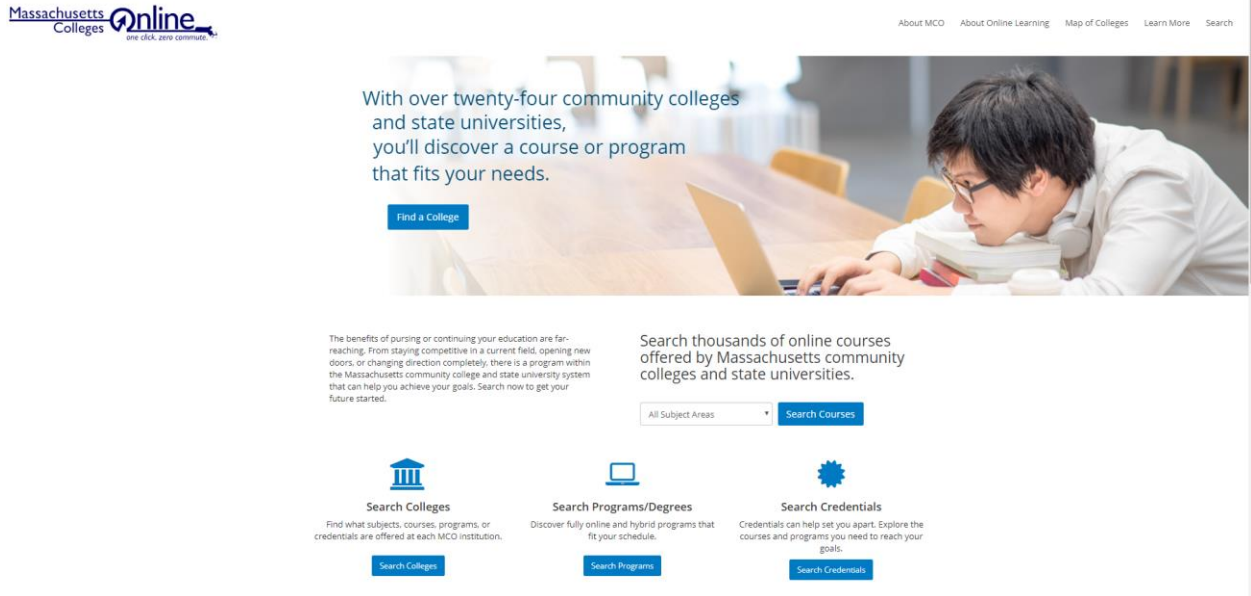 Massachusetts
Colleges Online
one click. zero commute.
About MCO About Online Learning Map of Colleges Learn More Search
With over twenty-four community colleges
and state universities,
you'll discover a course or program
that fits your needs.
Find a College
The benefits of pursing or continuing your education are far-
reaching. From staying competitive in a current field, opening new
doors, or changing direction completely, there is a program within
the Massachusetts community college and state university system
that can help you achieve your goals. Search now to get your
future started.
Search thousands of online courses
offered by Massachusetts community
colleges and state universities.
All Subject Areas Search Courses
Search Colleges
Find what subjects, courses, programs, or
credentials are offered at each MCO institution.
Search Colleges
Search Programs/Degrees
Discover fully online and hybrid programs that
fit your schedule.
Search Programs
Search Credentials
Credentials can help set you apart. Explore the
courses and programs you need to reach your
goals.
Search Credentials